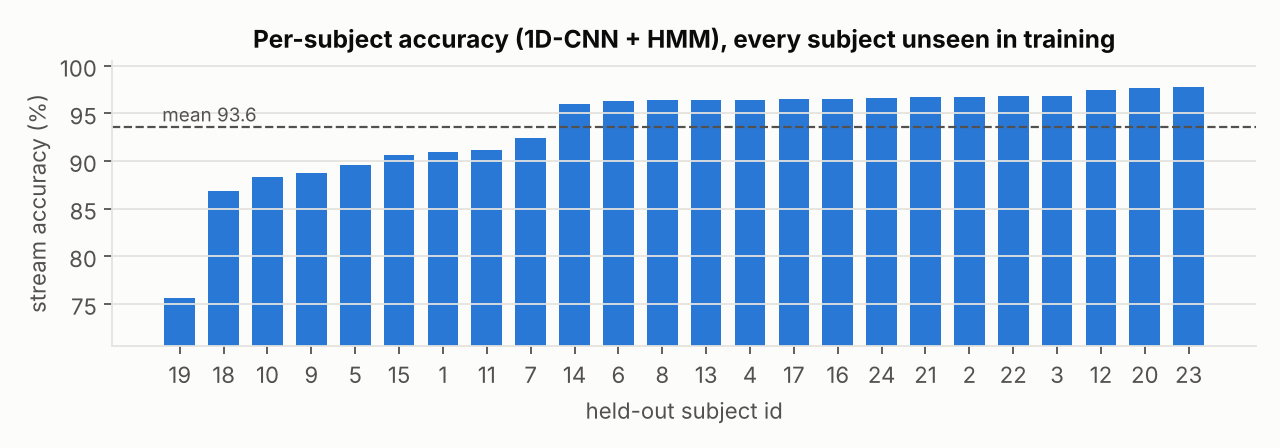 Per-subject accuracy (1D-CNN + HMM), every subject unseen in training
stream accuracy (%)
100
95
90
85
80
75
mean 93.6
19 18 10 9 5 15 1 11 7 14 6 8 13 4 17 16 24 21 2 22 3 12 20 23
held-out subject id